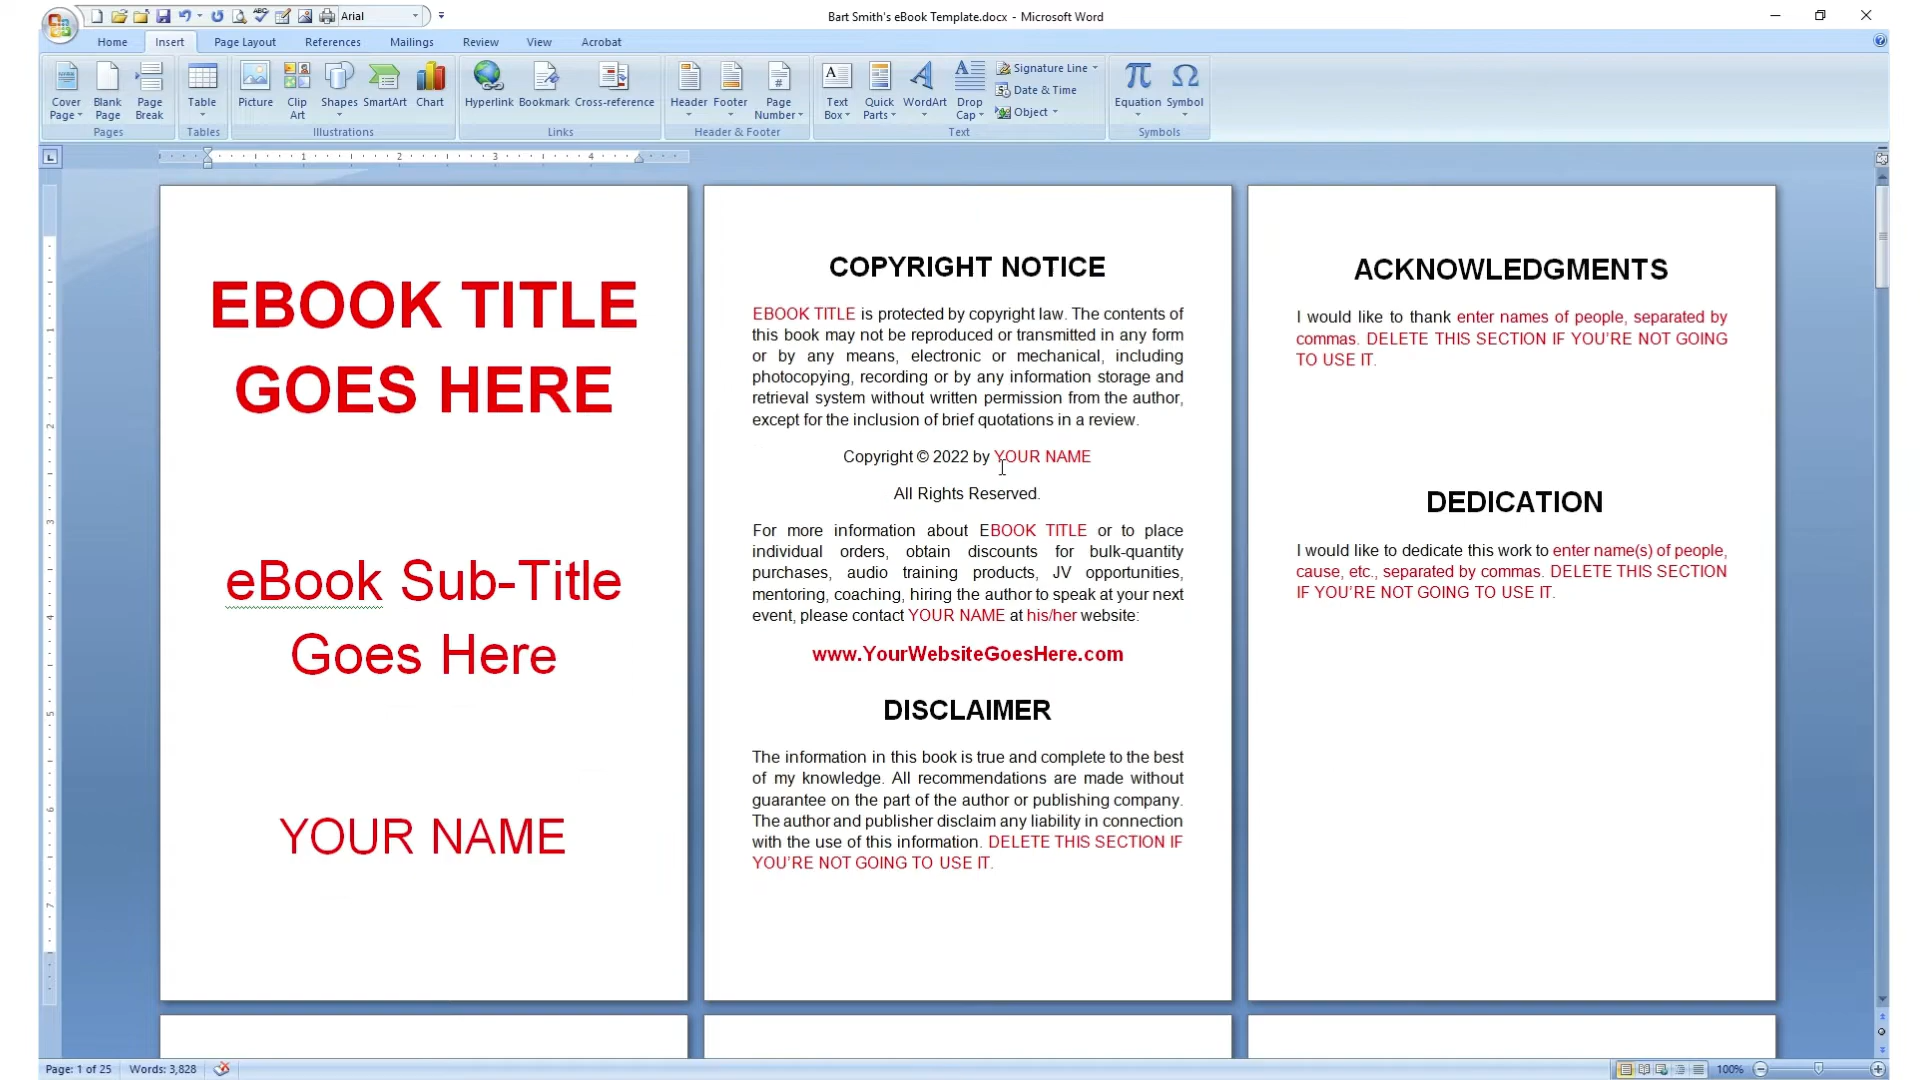 Arial
Bart Smith's eBook Template.docx - Microsoft Word
Home Insert Page Layout References Mailings Review View Acrobat
Cover Page
Blank Page
Page Break
Table
Picture
Clip Art
Shapes
SmartArt
Chart
Hyperlink
Bookmark
Cross-reference
Header
Footer
Page Number
Text Box
Quick Parts
WordArt
Drop Cap
Signature Line
Date & Time
Object
Equation
Symbol
Pages Tables Illustrations Links Header & Footer Text Symbols
1 2 3 4
1
2
3
4
5
6
7
EBOOK TITLE
GOES HERE
eBook Sub-Title
Goes Here
YOUR NAME
COPYRIGHT NOTICE
EBOOK TITLE is protected by copyright law. The contents of
this book may not be reproduced or transmitted in any form
or by any means, electronic or mechanical, including
photocopying, recording or by any information storage and
retrieval system without written permission from the author,
except for the inclusion of brief quotations in a review.
Copyright © 2022 by YOUR NAME
All Rights Reserved.
For more information about EBOOK TITLE or to place
individual orders, obtain discounts for bulk-quantity
purchases, audio training products, JV opportunities,
mentoring, coaching, hiring the author to speak at your next
event, please contact YOUR NAME at his/her website:
www.YourWebsiteGoesHere.com
DISCLAIMER
The information in this book is true and complete to the best
of my knowledge. All recommendations are made without
guarantee on the part of the author or publishing company.
The author and publisher disclaim any liability in connection
with the use of this information. DELETE THIS SECTION IF
YOU'RE NOT GOING TO USE IT.
ACKNOWLEDGMENTS
I would like to thank enter names of people, separated by
commas. DELETE THIS SECTION IF YOU'RE NOT GOING
TO USE IT.
DEDICATION
I would like to dedicate this work to enter name(s) of people,
cause, etc., separated by commas. DELETE THIS SECTION
IF YOU'RE NOT GOING TO USE IT.
Page: 1 of 25 Words: 3,828
100%